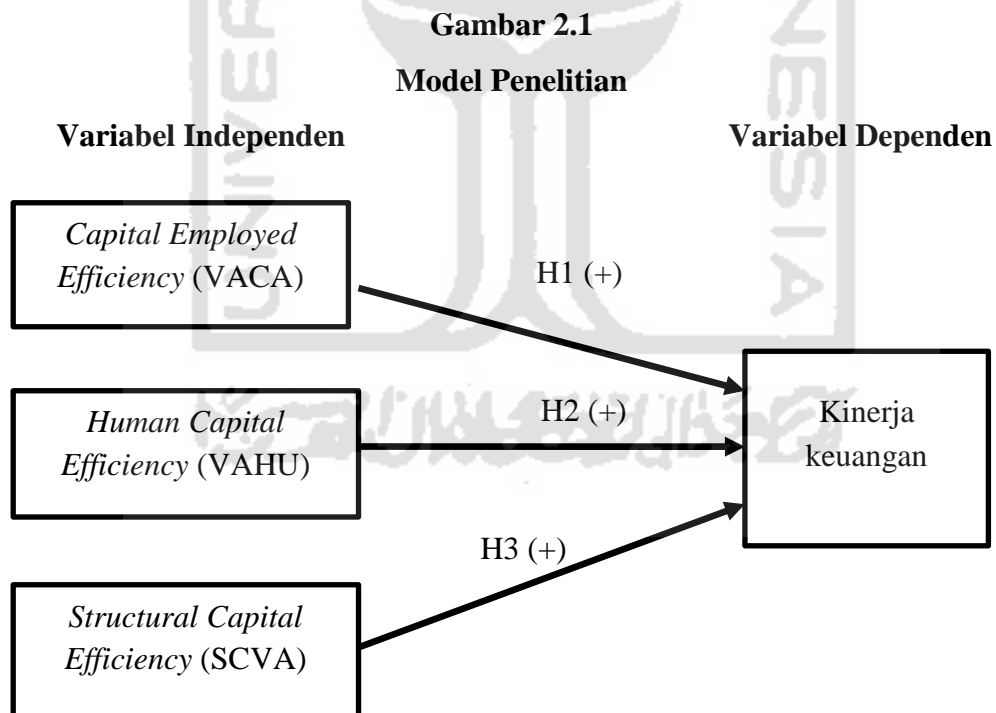 Gambar 2.1
Model Penelitian
Variabel Independen
Variabel Dependen
Capital Employed
Efficiency (VACA)
H1 (+)
Human Capital
Efficiency (VAHU)
H2 (+)
Kinerja
keuangan
H3 (+)
Structural Capital
Efficiency (SCVA)